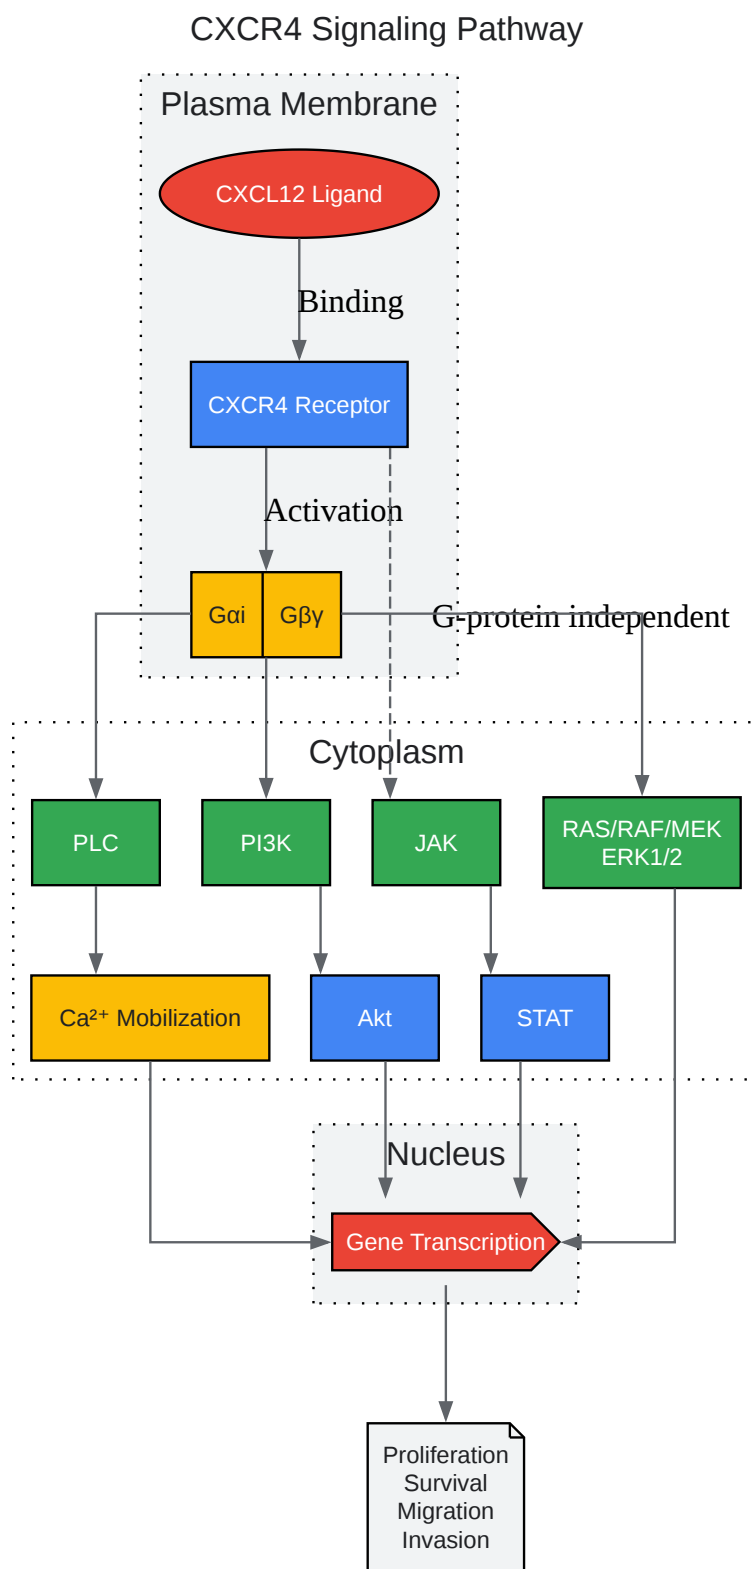 CXCR4 Signaling Pathway
Plasma Membrane
CXCL12 Ligand
Binding
CXCR4 Receptor
Activation
Gαi
Gβγ
G-protein independent
Cytoplasm
PLC
PI3K
JAK
RAS/RAF/MEK
ERK1/2
Ca²⁺ Mobilization
Akt
STAT
Nucleus
Gene Transcription
Proliferation
Survival
Migration
Invasion